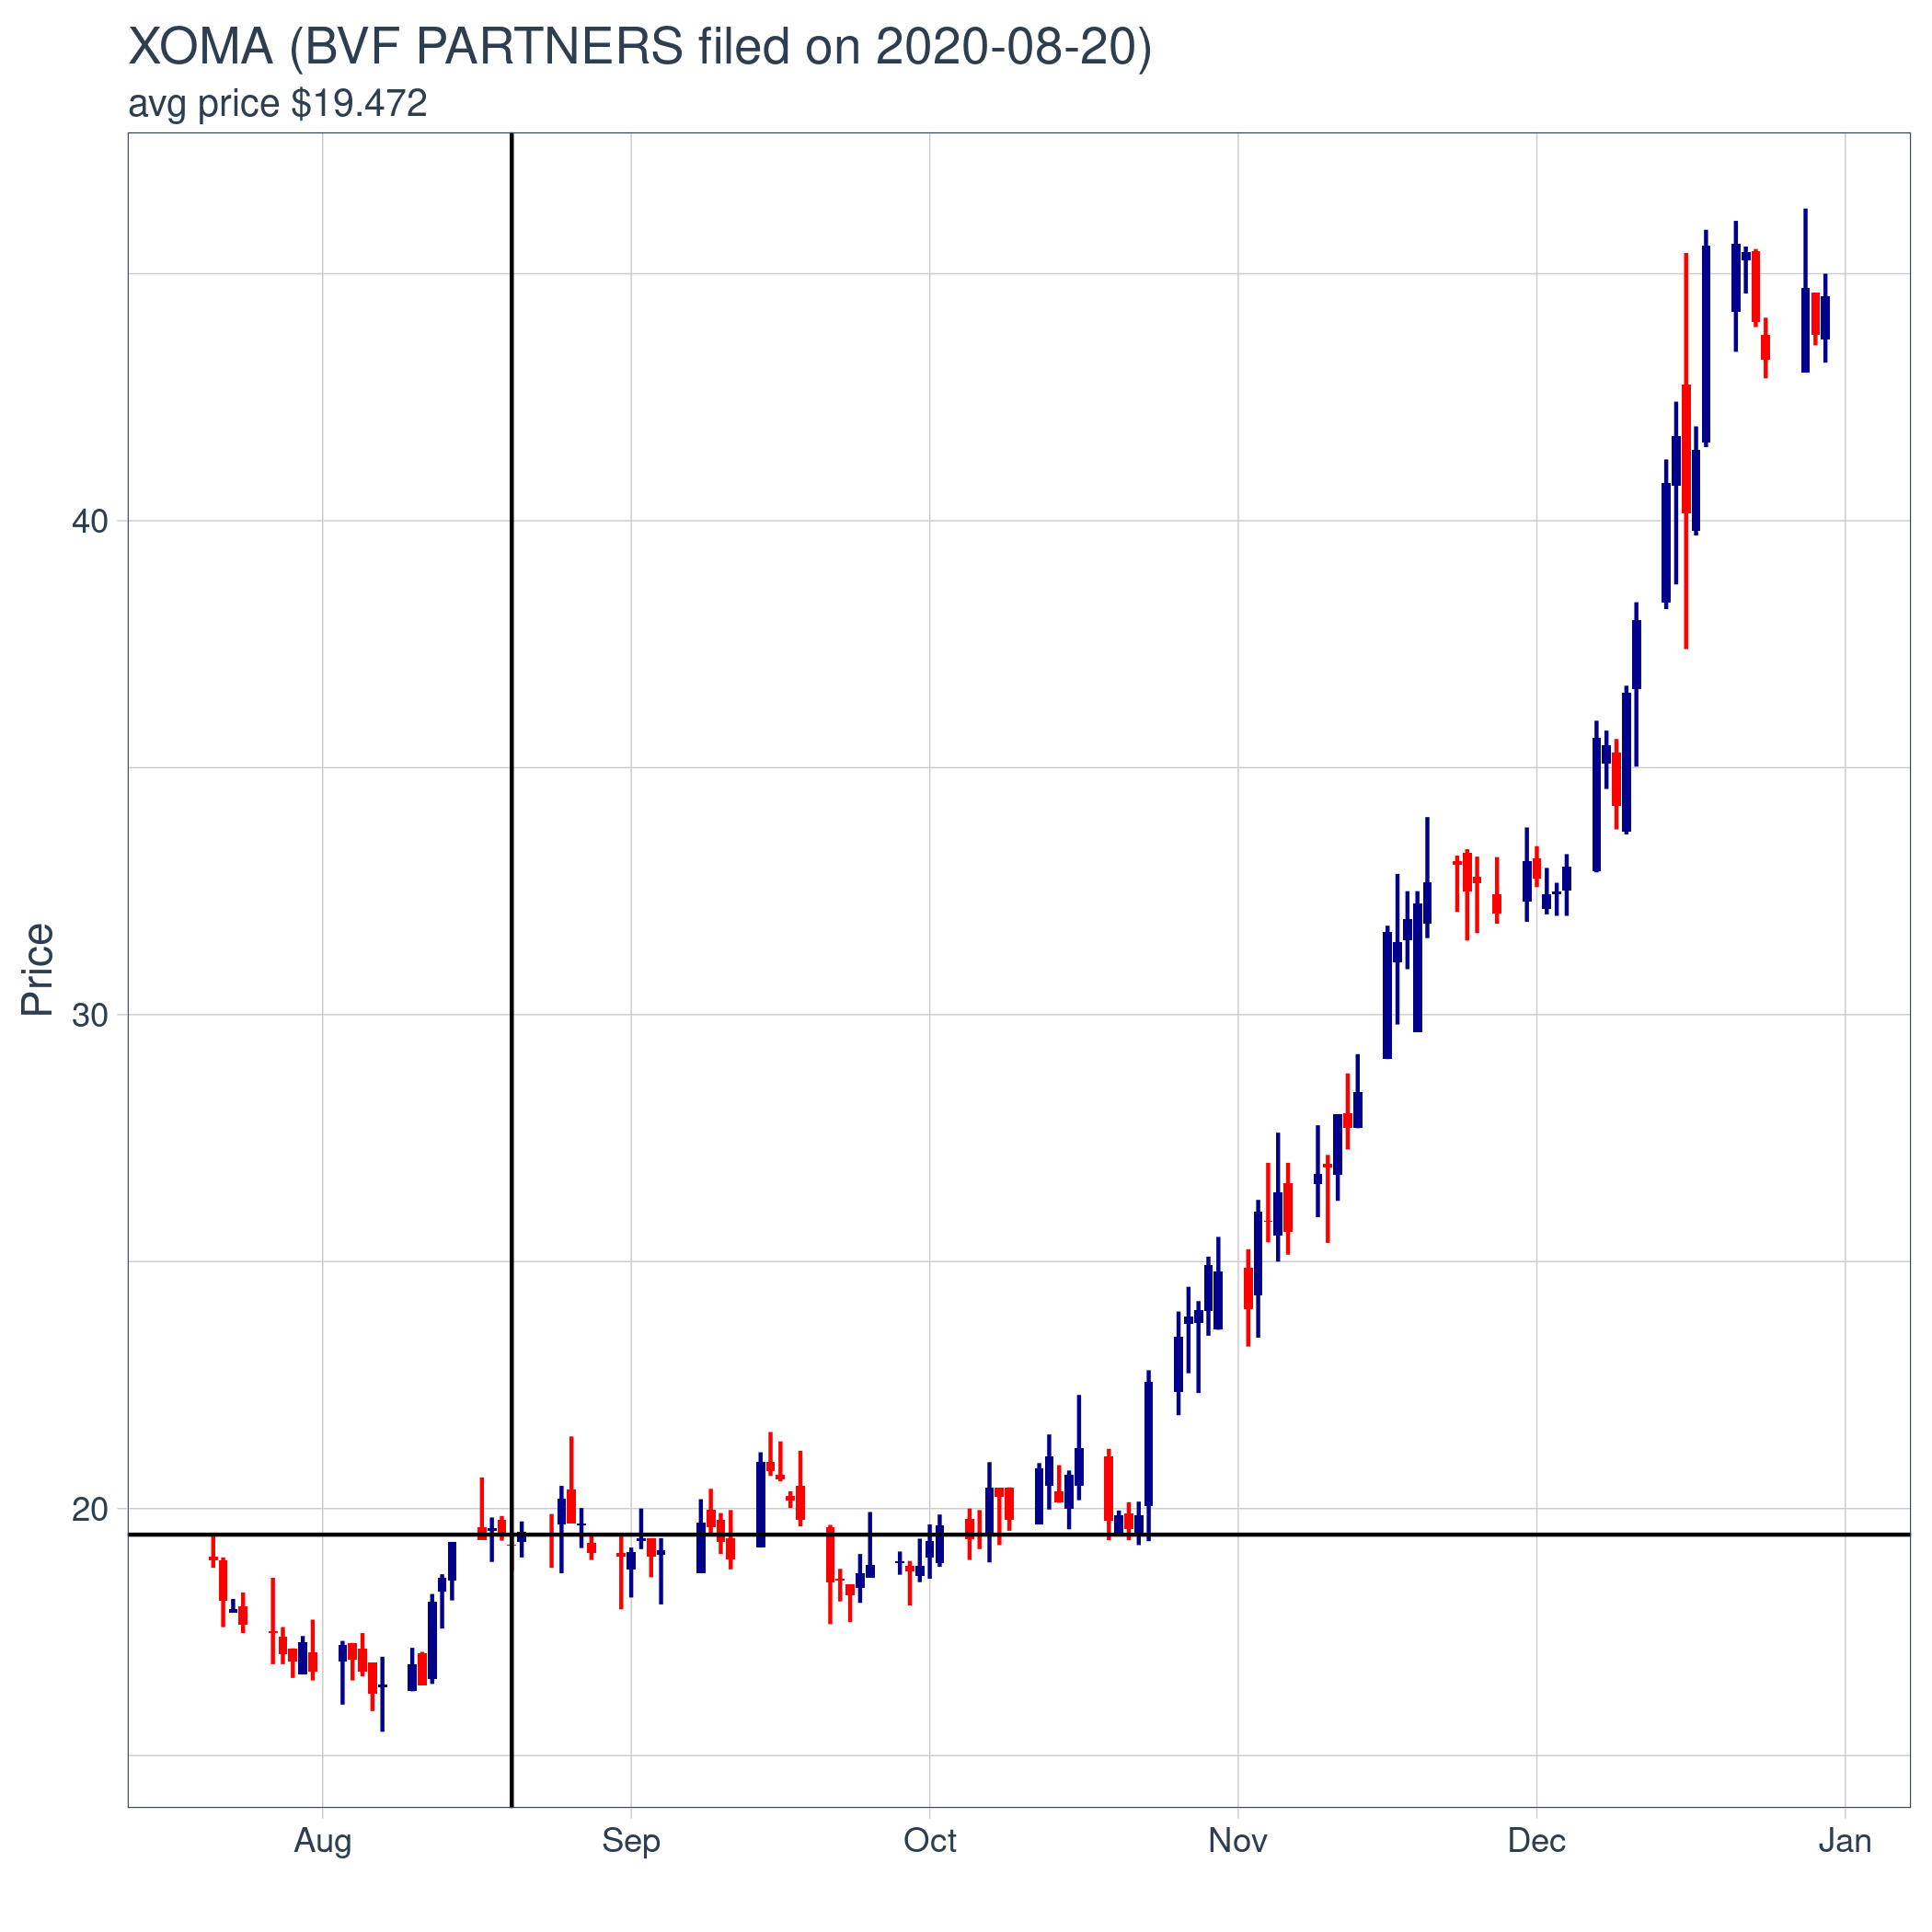 XOMA (BVF PARTNERS filed on 2020-08-20)
avg price $19.472
Price
40
30
20
Aug Sep Oct Nov Dec Jan